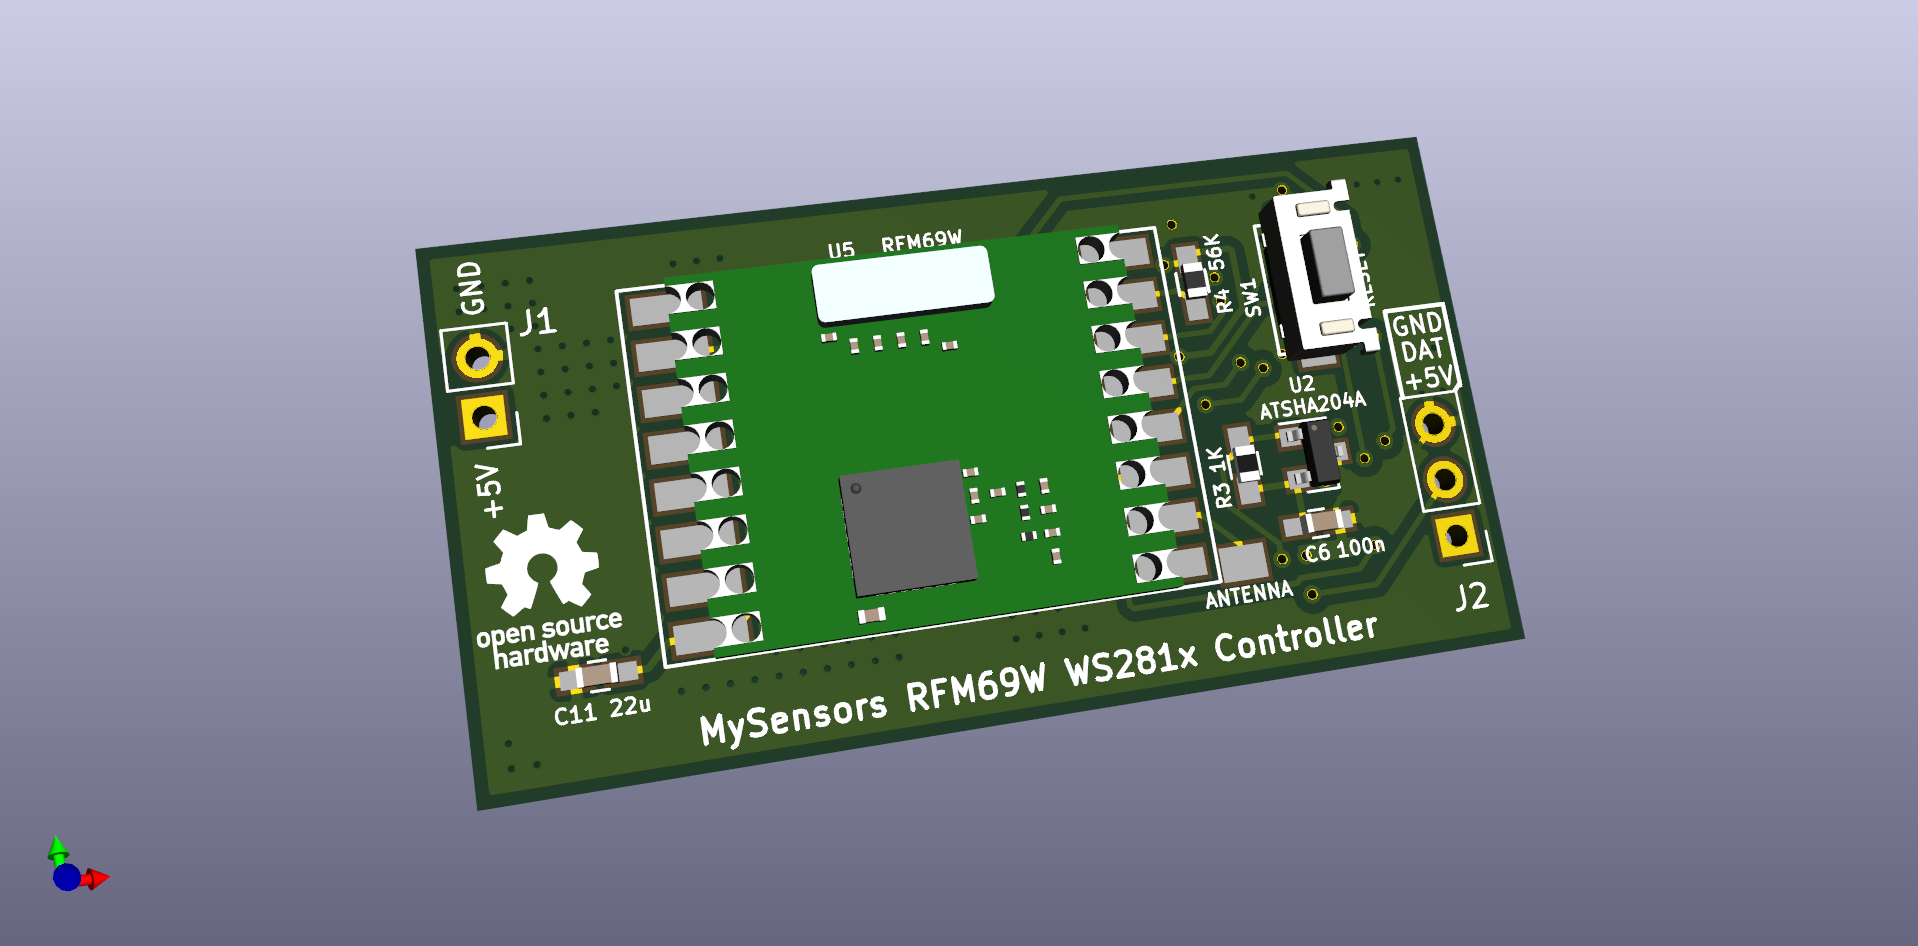 GND
J1
+5V
open source
hardware
C11 22u
U5 RFM69W
R4 56K
SW1
GND
DAT
+5V
U2
ATSHA204A
R3 1K
C6 100n
ANTENNA
J2
MySensors RFM69W WS281x Controller